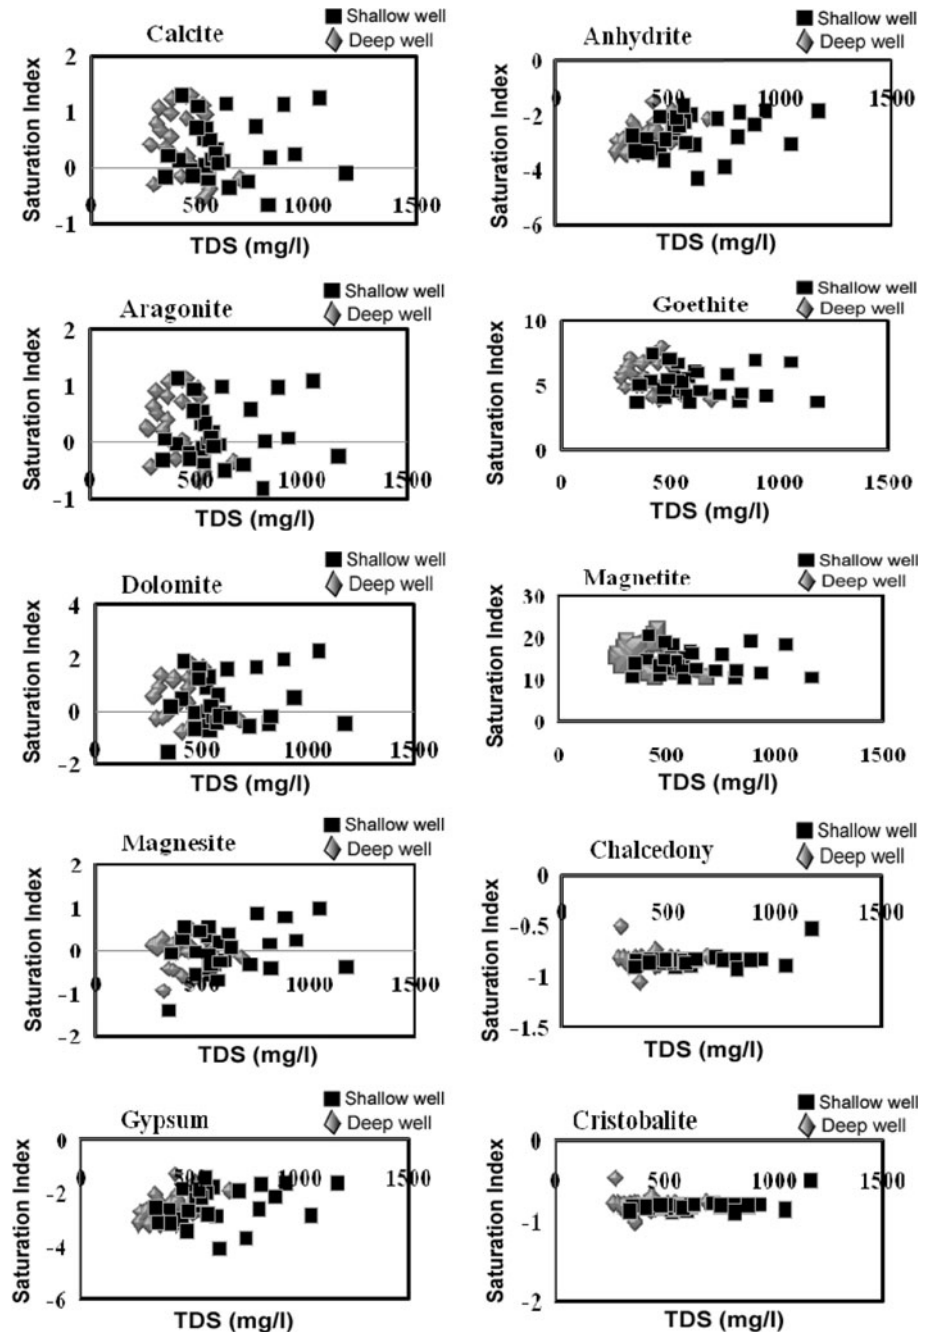 Calcite
Shallow well
Deep well
Saturation Index
2
1
0
-1
0
500
1000
1500
TDS (mg/l)
Anhydrite
Shallow well
Deep well
Saturation Index
0
-2
-4
-6
0
500
1000
1500
TDS (mg/l)
Aragonite
Shallow well
Deep well
Saturation Index
2
1
0
-1
0
500
1000
1500
TDS (mg/l)
Goethite
Shallow well
Deep well
Saturation Index
10
5
0
0
500
1000
1500
TDS (mg/l)
Dolomite
Shallow well
Deep well
Saturation Index
4
2
0
-2
0
500
1000
1500
TDS (mg/l)
Magnetite
Shallow well
Deep well
Saturation Index
30
20
10
0
0
500
1000
1500
TDS (mg/l)
Magnesite
Shallow well
Deep well
Saturation Index
2
1
0
-1
-2
0
500
1000
1500
TDS (mg/l)
Chalcedony
Shallow well
Deep well
Saturation Index
0
-0.5
-1
-1.5
0
500
1000
1500
TDS (mg/l)
Gypsum
Shallow well
Deep well
Saturation Index
0
-2
-4
-6
0
500
1000
1500
TDS (mg/l)
Cristobalite
Shallow well
Deep well
Saturation Index
0
-1
-2
0
500
1000
1500
TDS (mg/l)